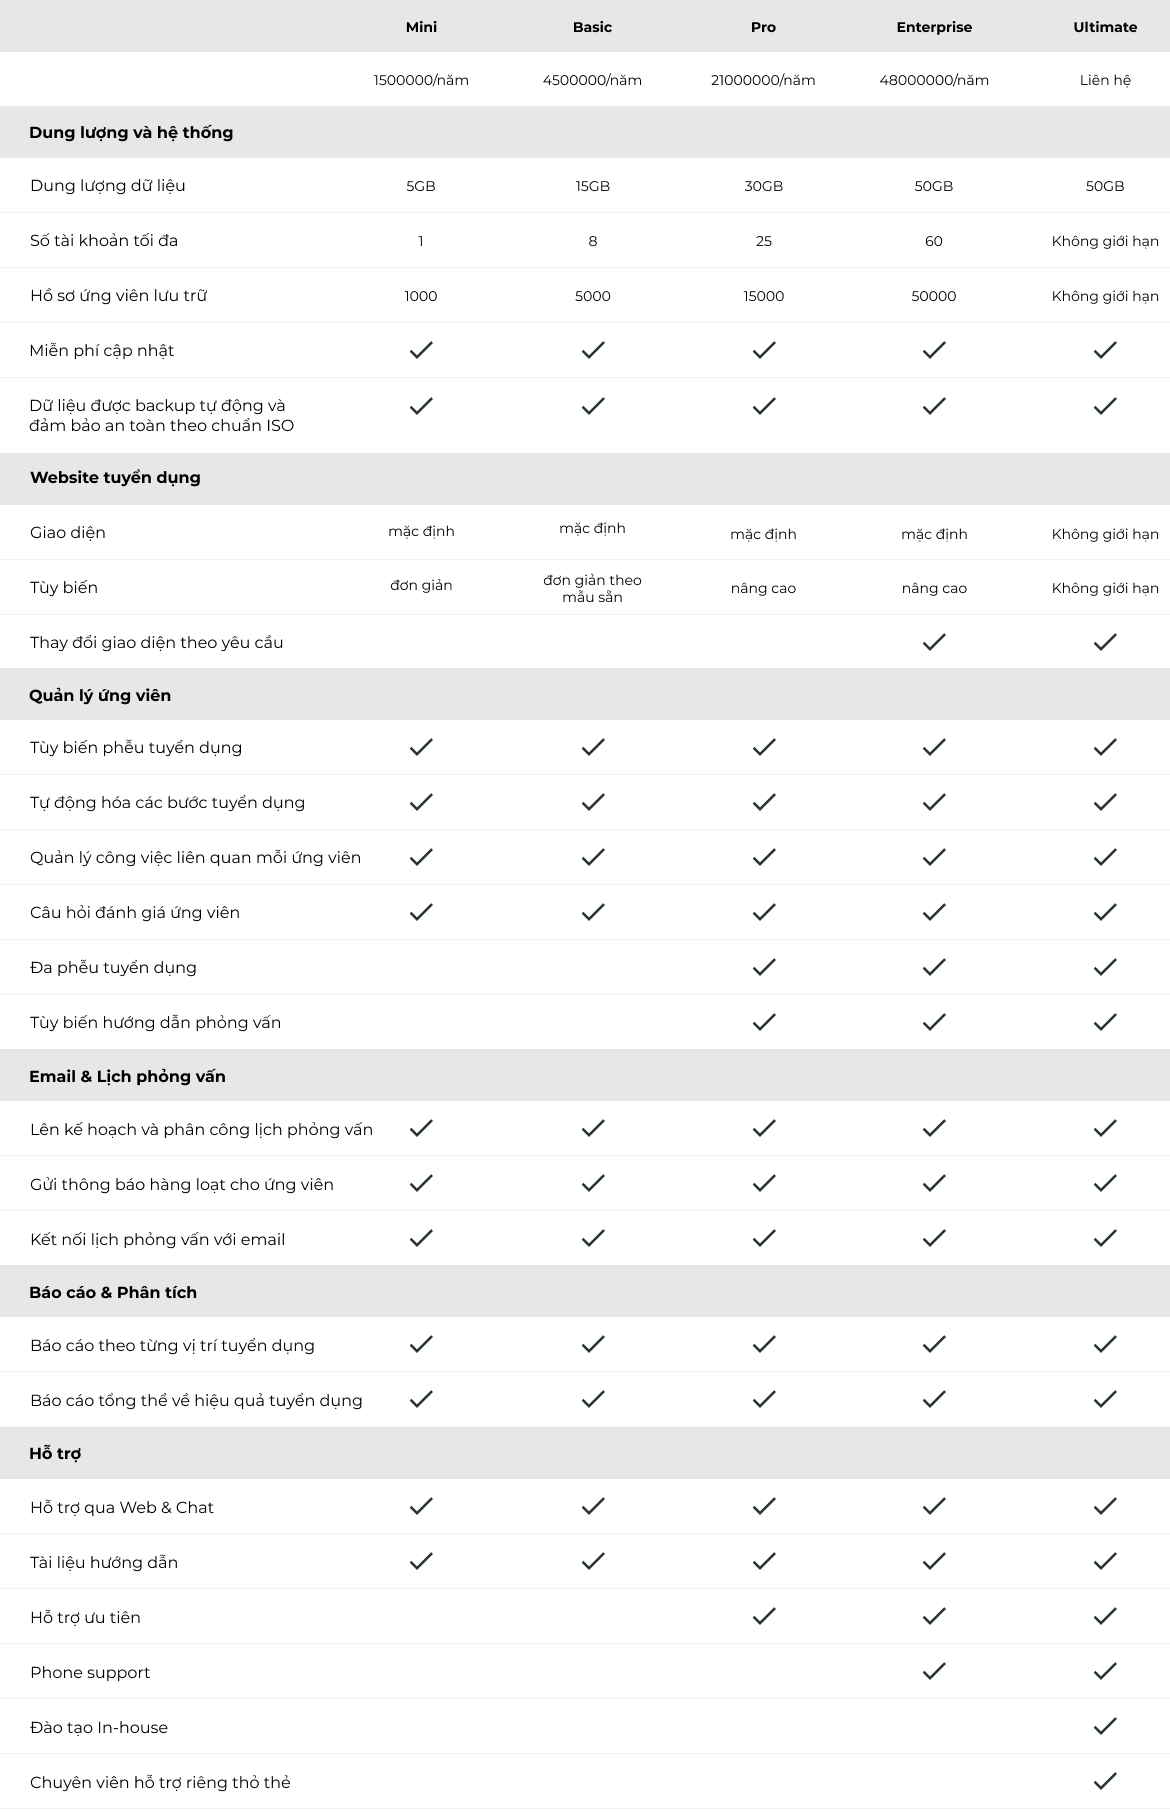 Mini Basic Pro Enterprise Ultimate
1500000/năm 4500000/năm 21000000/năm 48000000/năm Liên hệ
Dung lượng và hệ thống
Dung lượng dữ liệu 5GB 15GB 30GB 50GB 50GB
Số tài khoản tối đa 1 8 25 60 Không giới hạn
Hồ sơ ứng viên lưu trữ 1000 5000 15000 50000 Không giới hạn
Miễn phí cập nhật
Dữ liệu được backup tự động và
đảm bảo an toàn theo chuẩn ISO
Website tuyển dụng
Giao diện mặc định mặc định mặc định mặc định Không giới hạn
Tùy biến đơn giản đơn giản theo nâng cao nâng cao Không giới hạn
mẫu sẵn
Thay đổi giao diện theo yêu cầu
Quản lý ứng viên
Tùy biến phễu tuyển dụng
Tự động hóa các bước tuyển dụng
Quản lý công việc liên quan mỗi ứng viên
Câu hỏi đánh giá ứng viên
Đa phễu tuyển dụng
Tùy biến hướng dẫn phỏng vấn
Email & Lịch phỏng vấn
Lên kế hoạch và phân công lịch phỏng vấn
Gửi thông báo hàng loạt cho ứng viên
Kết nối lịch phỏng vấn với email
Báo cáo & Phân tích
Báo cáo theo từng vị trí tuyển dụng
Báo cáo tổng thể về hiệu quả tuyển dụng
Hỗ trợ
Hỗ trợ qua Web & Chat
Tài liệu hướng dẫn
Hỗ trợ ưu tiên
Phone support
Đào tạo In-house
Chuyên viên hỗ trợ riêng thỏ thẻ